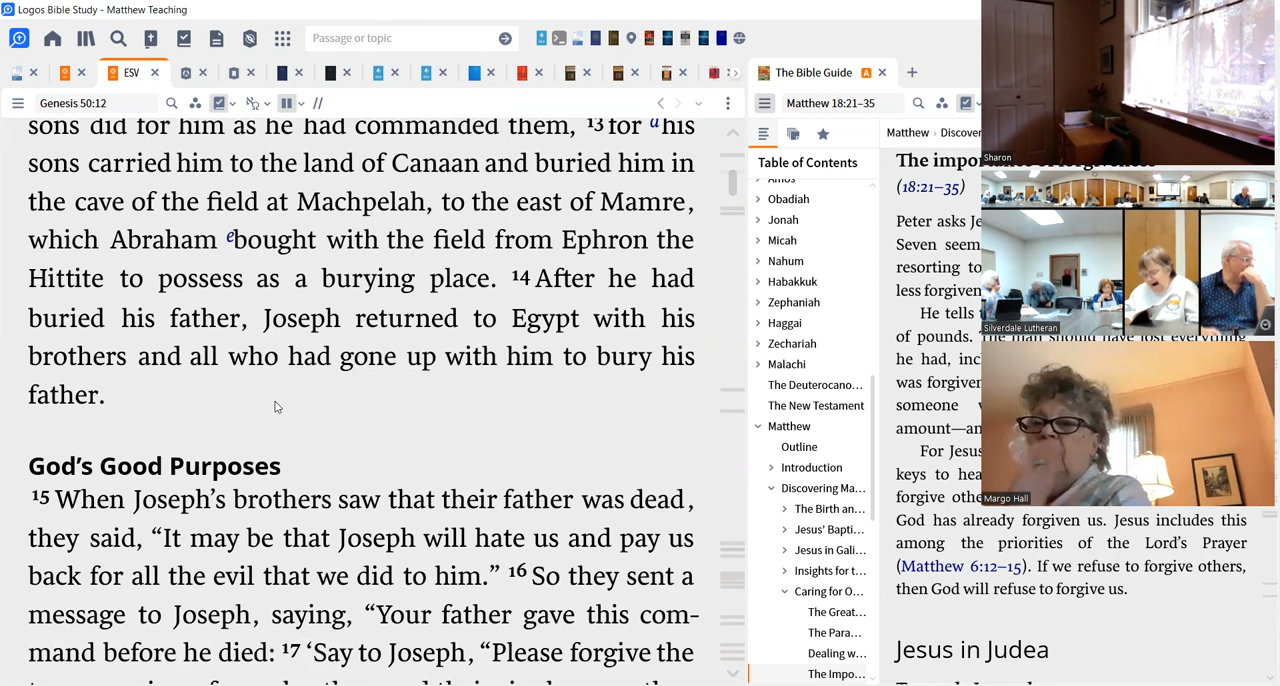 Logos Bible Study - Matthew Teaching
Passage or topic
ESV
The Bible Guide
A
Genesis 50:12
Matthew 18:21–35
sons did for him as he had commanded them, 13 for d his
sons carried him to the land of Canaan and buried him in
the cave of the field at Machpelah, to the east of Mamre,
which Abraham e bought with the field from Ephron the
Hittite to possess as a burying place. 14 After he had
buried his father, Joseph returned to Egypt with his
brothers and all who had gone up with him to bury his
father.
God’s Good Purposes
15 When Joseph’s brothers saw that their father was dead,
they said, “It may be that Joseph will hate us and pay us
back for all the evil that we did to him.” 16 So they sent a
message to Joseph, saying, “Your father gave this com-
mand before he died: 17 ‘Say to Joseph, “Please forgive the
Table of Contents
Amos
Obadiah
Jonah
Micah
Nahum
Habakkuk
Zephaniah
Haggai
Zechariah
Malachi
The Deuterocano…
The New Testament
Matthew
Outline
Introduction
Discovering Ma…
The Birth an…
Jesus’ Bapti…
Jesus in Gali…
Insights for t…
Caring for O…
The Great…
The Para…
Dealing w…
The Impo…
Matthew › Discover
The importance of forgiveness
(18:21–35)
Peter asks Je
Seven seem
resorting to
less forgiven
He tells
of pounds. The man should have lost everything
he had, inc
was forgiven
someone
amount—an
For Jesus
keys to hea
forgive othe
God has already forgiven us. Jesus includes this
among the priorities of the Lord’s Prayer
(Matthew 6:12–15). If we refuse to forgive others,
then God will refuse to forgive us.
Jesus in Judea
Sharon
Silverdale Lutheran
Margo Hall